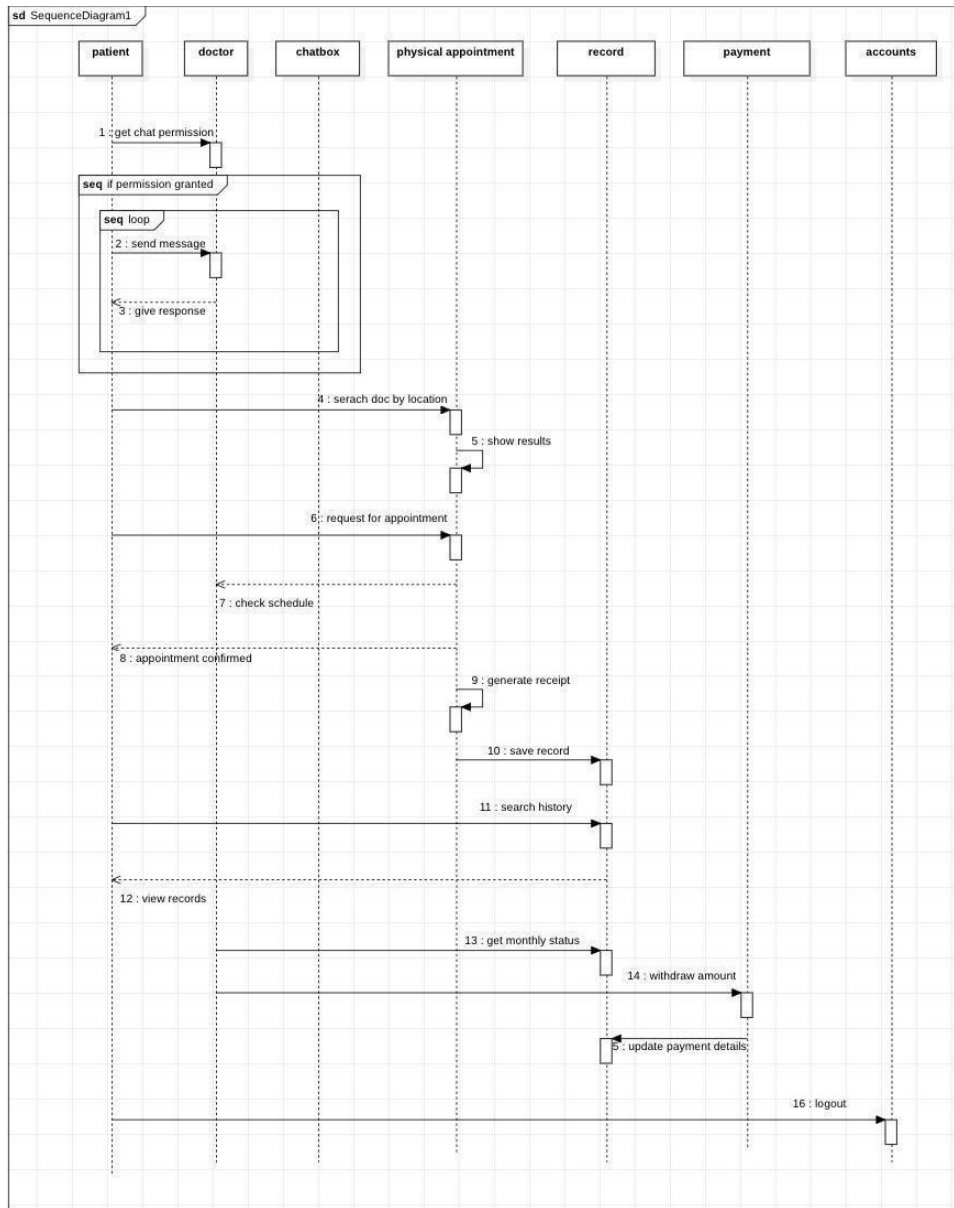 sd SequenceDiagram1
patient doctor chatbox physical appointment record payment accounts
1 : get chat permission
seq if permission granted
seq loop
2 : send message
3 : give response
4 : serach doc by location
5 : show results
6 : request for appointment
7 : check schedule
8 : appointment confirmed
9 : generate receipt
10 : save record
11 : search history
12 : view records
13 : get monthly status
14 : withdraw amount
5 : update payment details
16 : logout